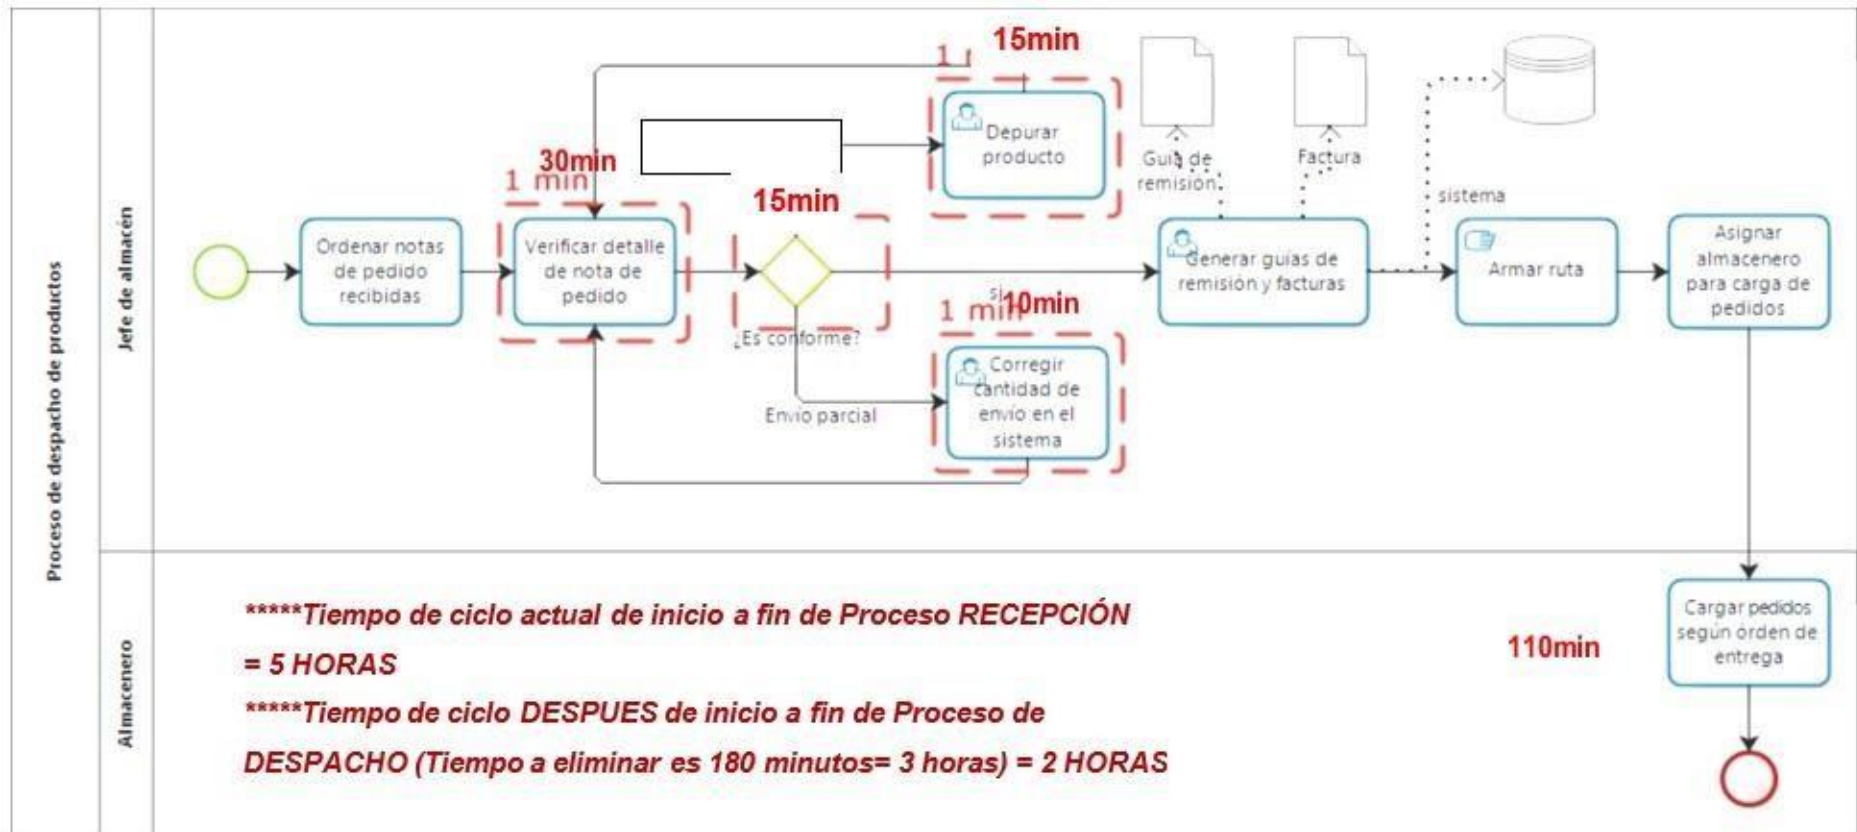 Proceso de despacho de productos
Jefe de almacén
Almacenero
Ordenar notas
de pedido
recibidas
1 min
30min
Verificar detalle
de nota de
pedido
15min
¿Es conforme?
Envío parcial
si
1
15min
Depurar
producto
1 min
10min
Corregir
cantidad de
envío en el
sistema
Guía de
remisión
Factura
sistema
Generar guías de
remisión y facturas
Armar ruta
Asignar
almacenero
para carga de
pedidos
*****Tiempo de ciclo actual de inicio a fin de Proceso RECEPCIÓN
= 5 HORAS
*****Tiempo de ciclo DESPUES de inicio a fin de Proceso de
DESPACHO (Tiempo a eliminar es 180 minutos= 3 horas) = 2 HORAS
110min
Cargar pedidos
según órden de
entrega